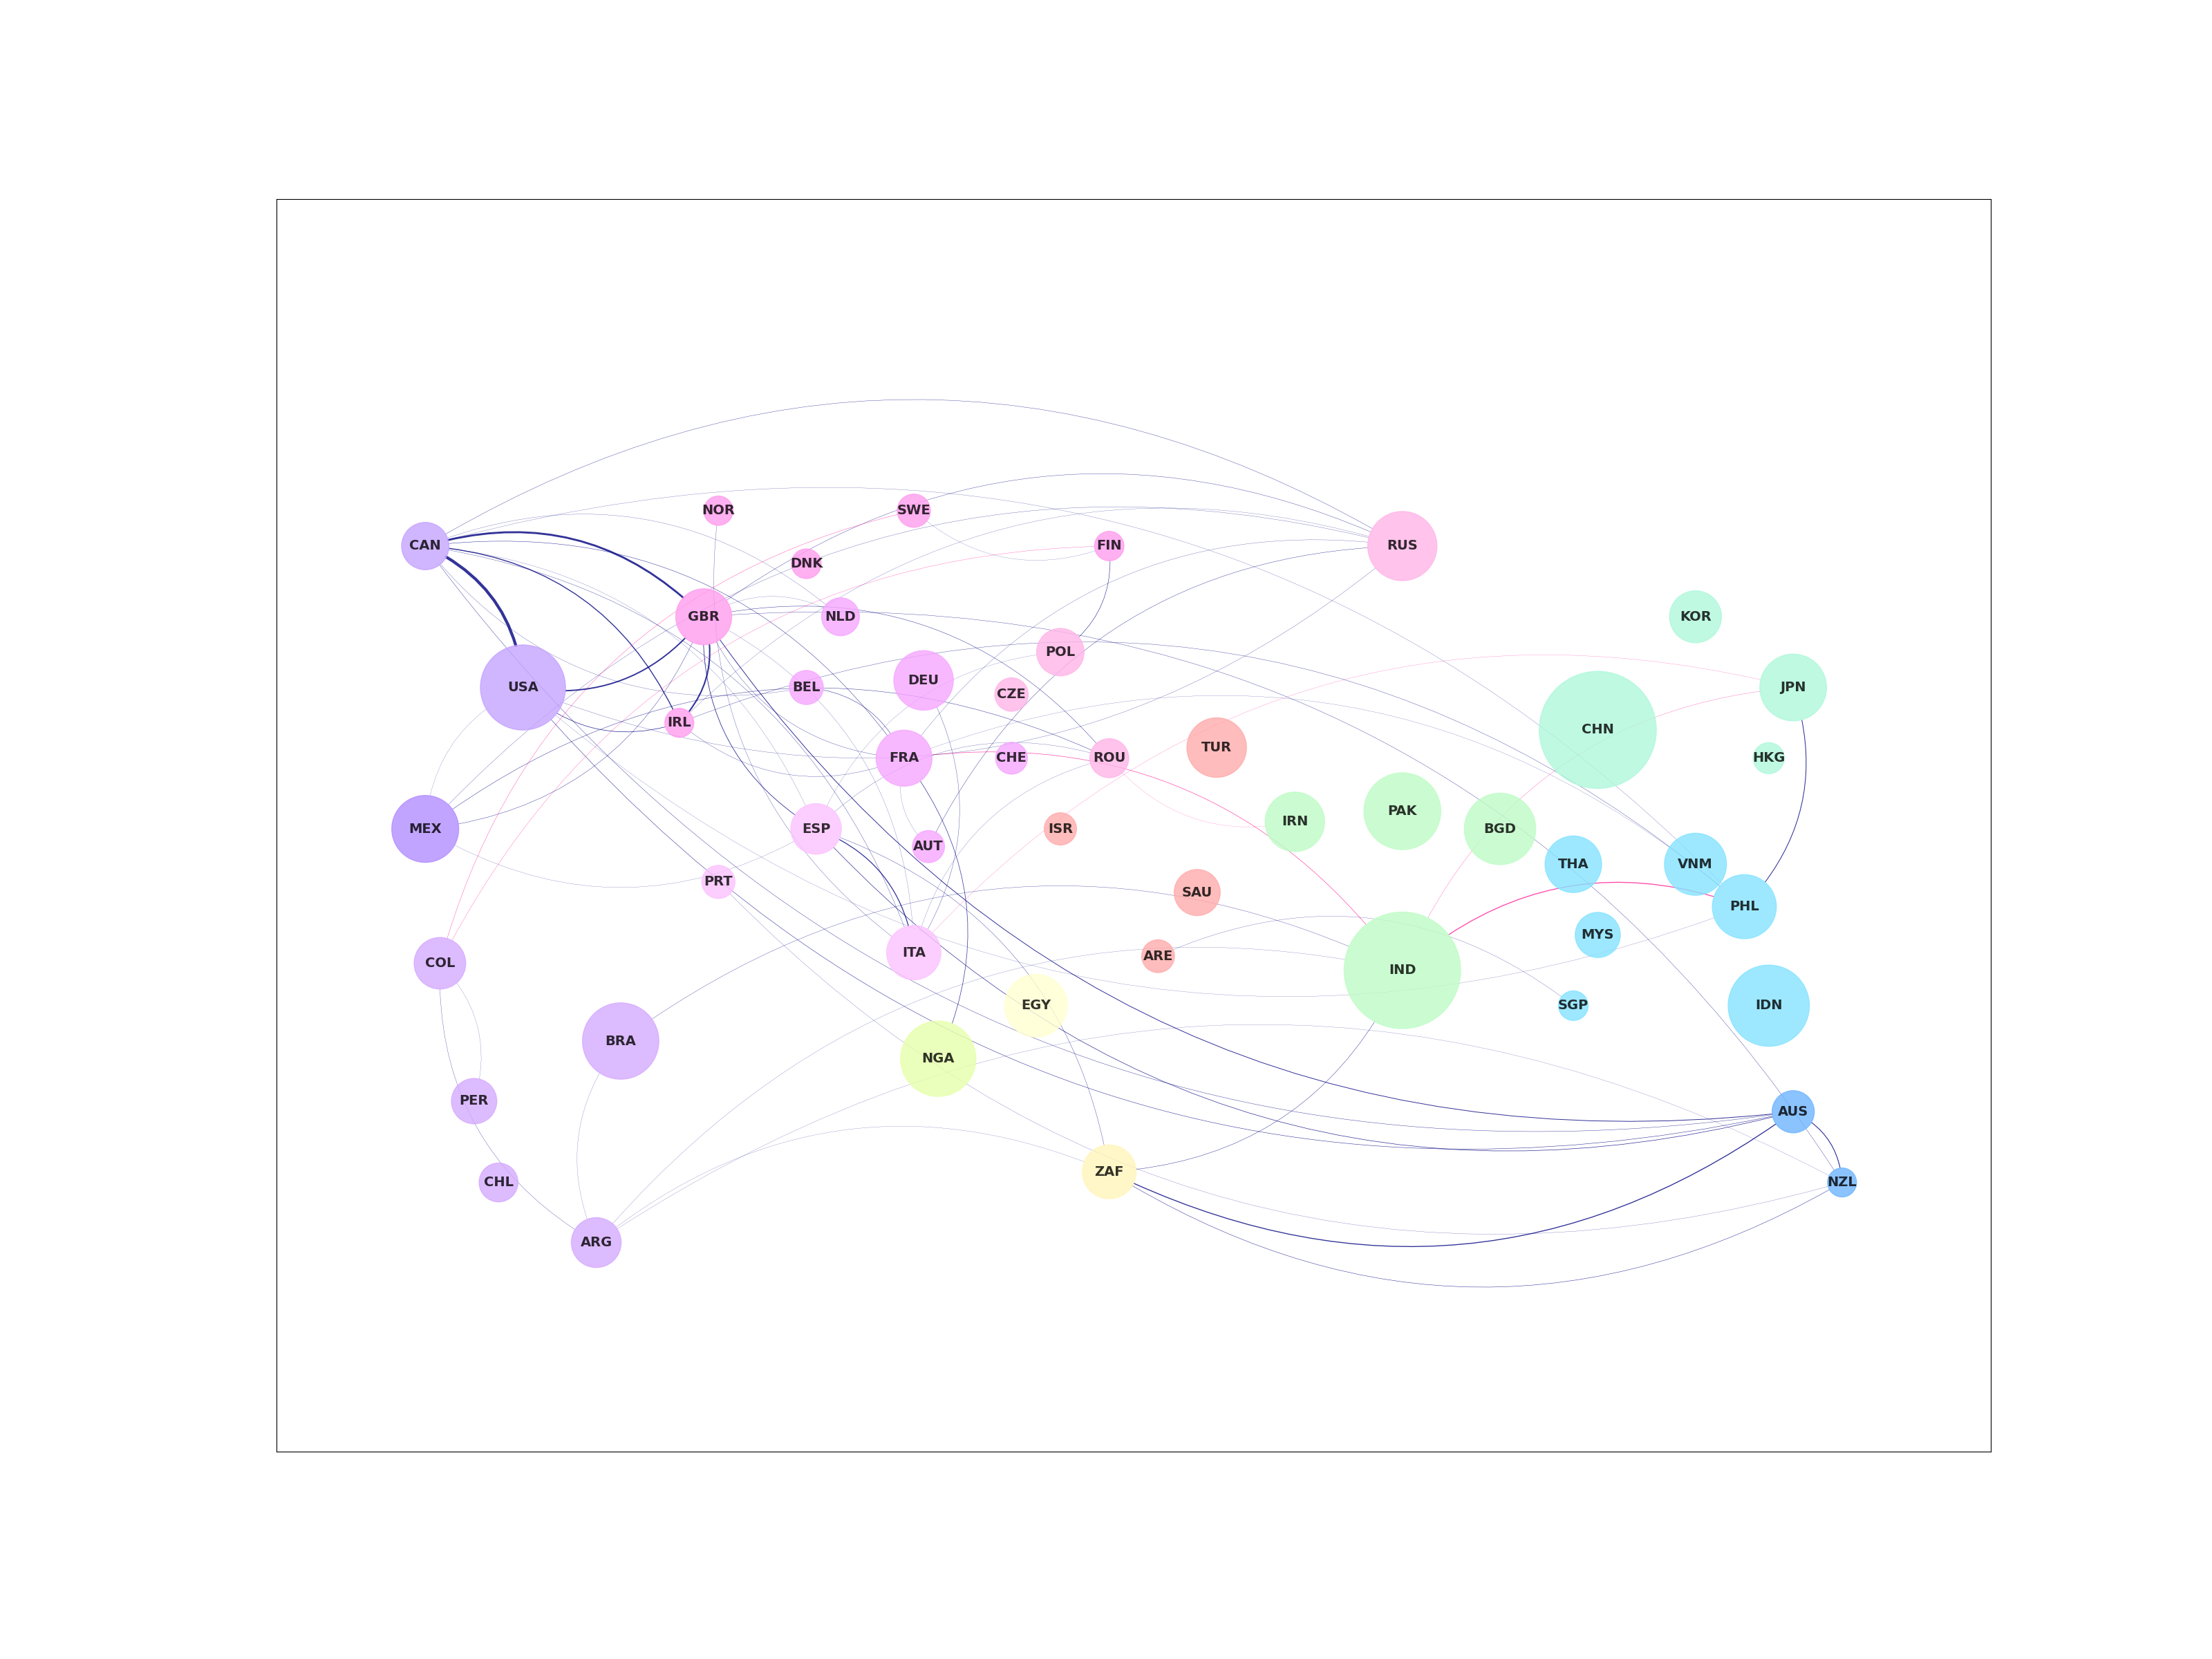 NOR
SWE
CAN
FIN
RUS
DNK
GBR
NLD
KOR
POL
DEU
USA
BEL
CZE
JPN
IRL
CHN
TUR
FRA
CHE
ROU
HKG
PAK
IRN
MEX
ESP
ISR
BGD
AUT
THA
VNM
PRT
SAU
PHL
MYS
ITA
ARE
COL
IND
EGY
SGP
IDN
BRA
NGA
PER
AUS
ZAF
CHL
NZL
ARG